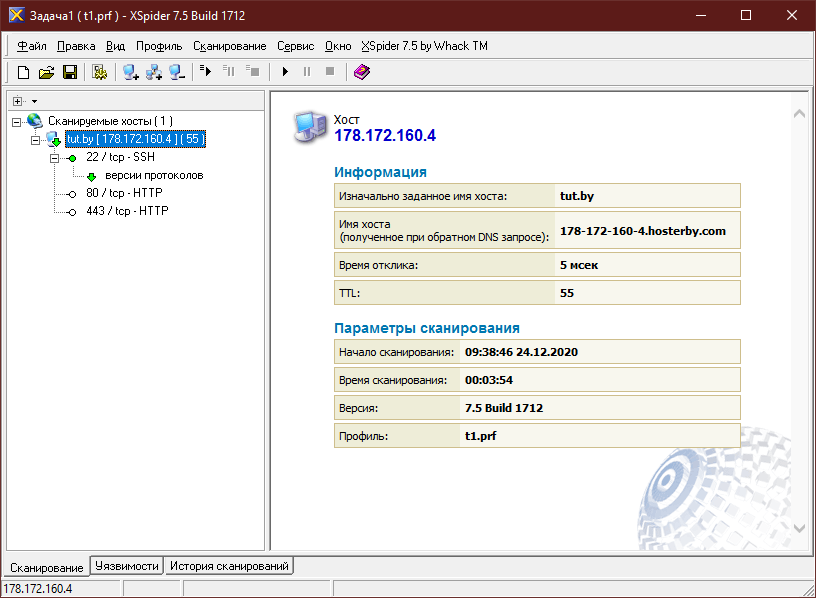 Задача1 ( t1.prf ) - XSpider 7.5 Build 1712
Файл Правка Вид Профиль Сканирование Сервис Окно XSpider 7.5 by Whack TM
Сканируемые хосты ( 1 )
tut.by [ 178.172.160.4 ] ( 55 )
22 / tcp - SSH
версии протоколов
80 / tcp - HTTP
443 / tcp - HTTP
Хост
178.172.160.4
Информация
Изначально заданное имя хоста: tut.by
Имя хоста
(полученное при обратном DNS запросе): 178-172-160-4.hosterby.com
Время отклика: 5 мсек
TTL: 55
Параметры сканирования
Начало сканирования: 09:38:46 24.12.2020
Время сканирования: 00:03:54
Версия: 7.5 Build 1712
Профиль: t1.prf
Сканирование Уязвимости История сканирований
178.172.160.4